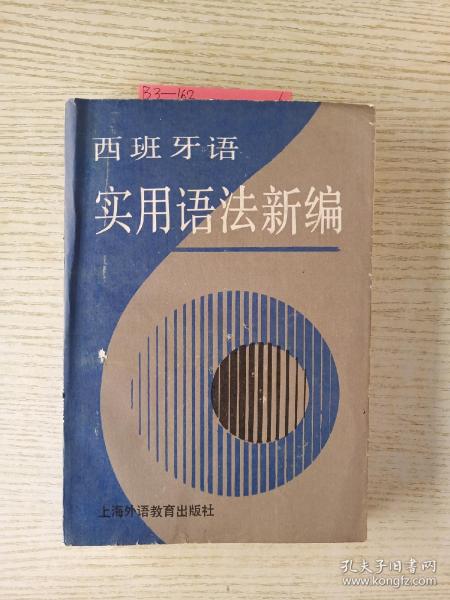 B3—162
西班牙语
实用语法新编
上海外语教育出版社
孔夫子旧书网
www.kongfz.com